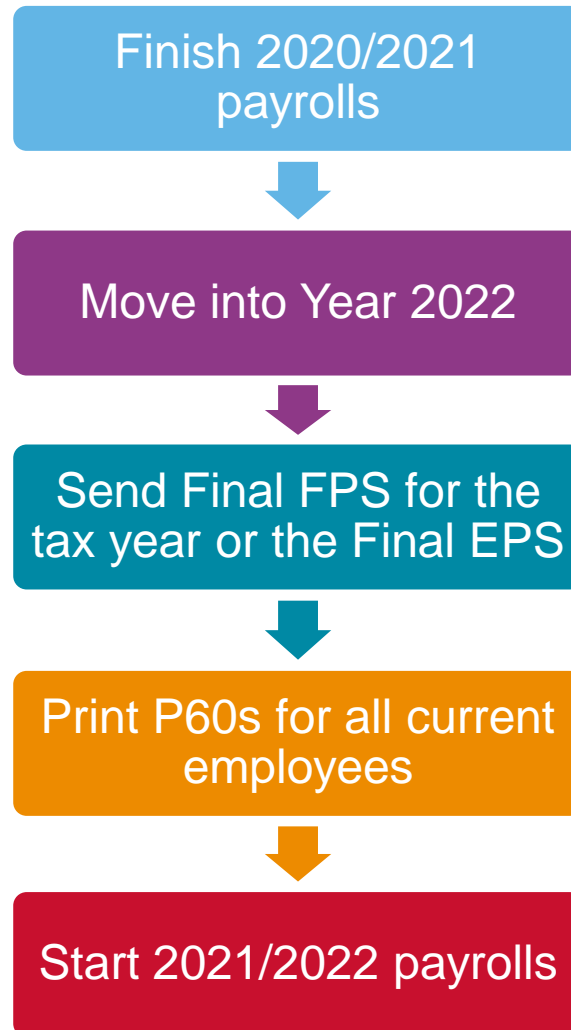 Finish 2020/2021
payrolls
Move into Year 2022
Send Final FPS for the
tax year or the Final EPS
Print P60s for all current
employees
Start 2021/2022 payrolls